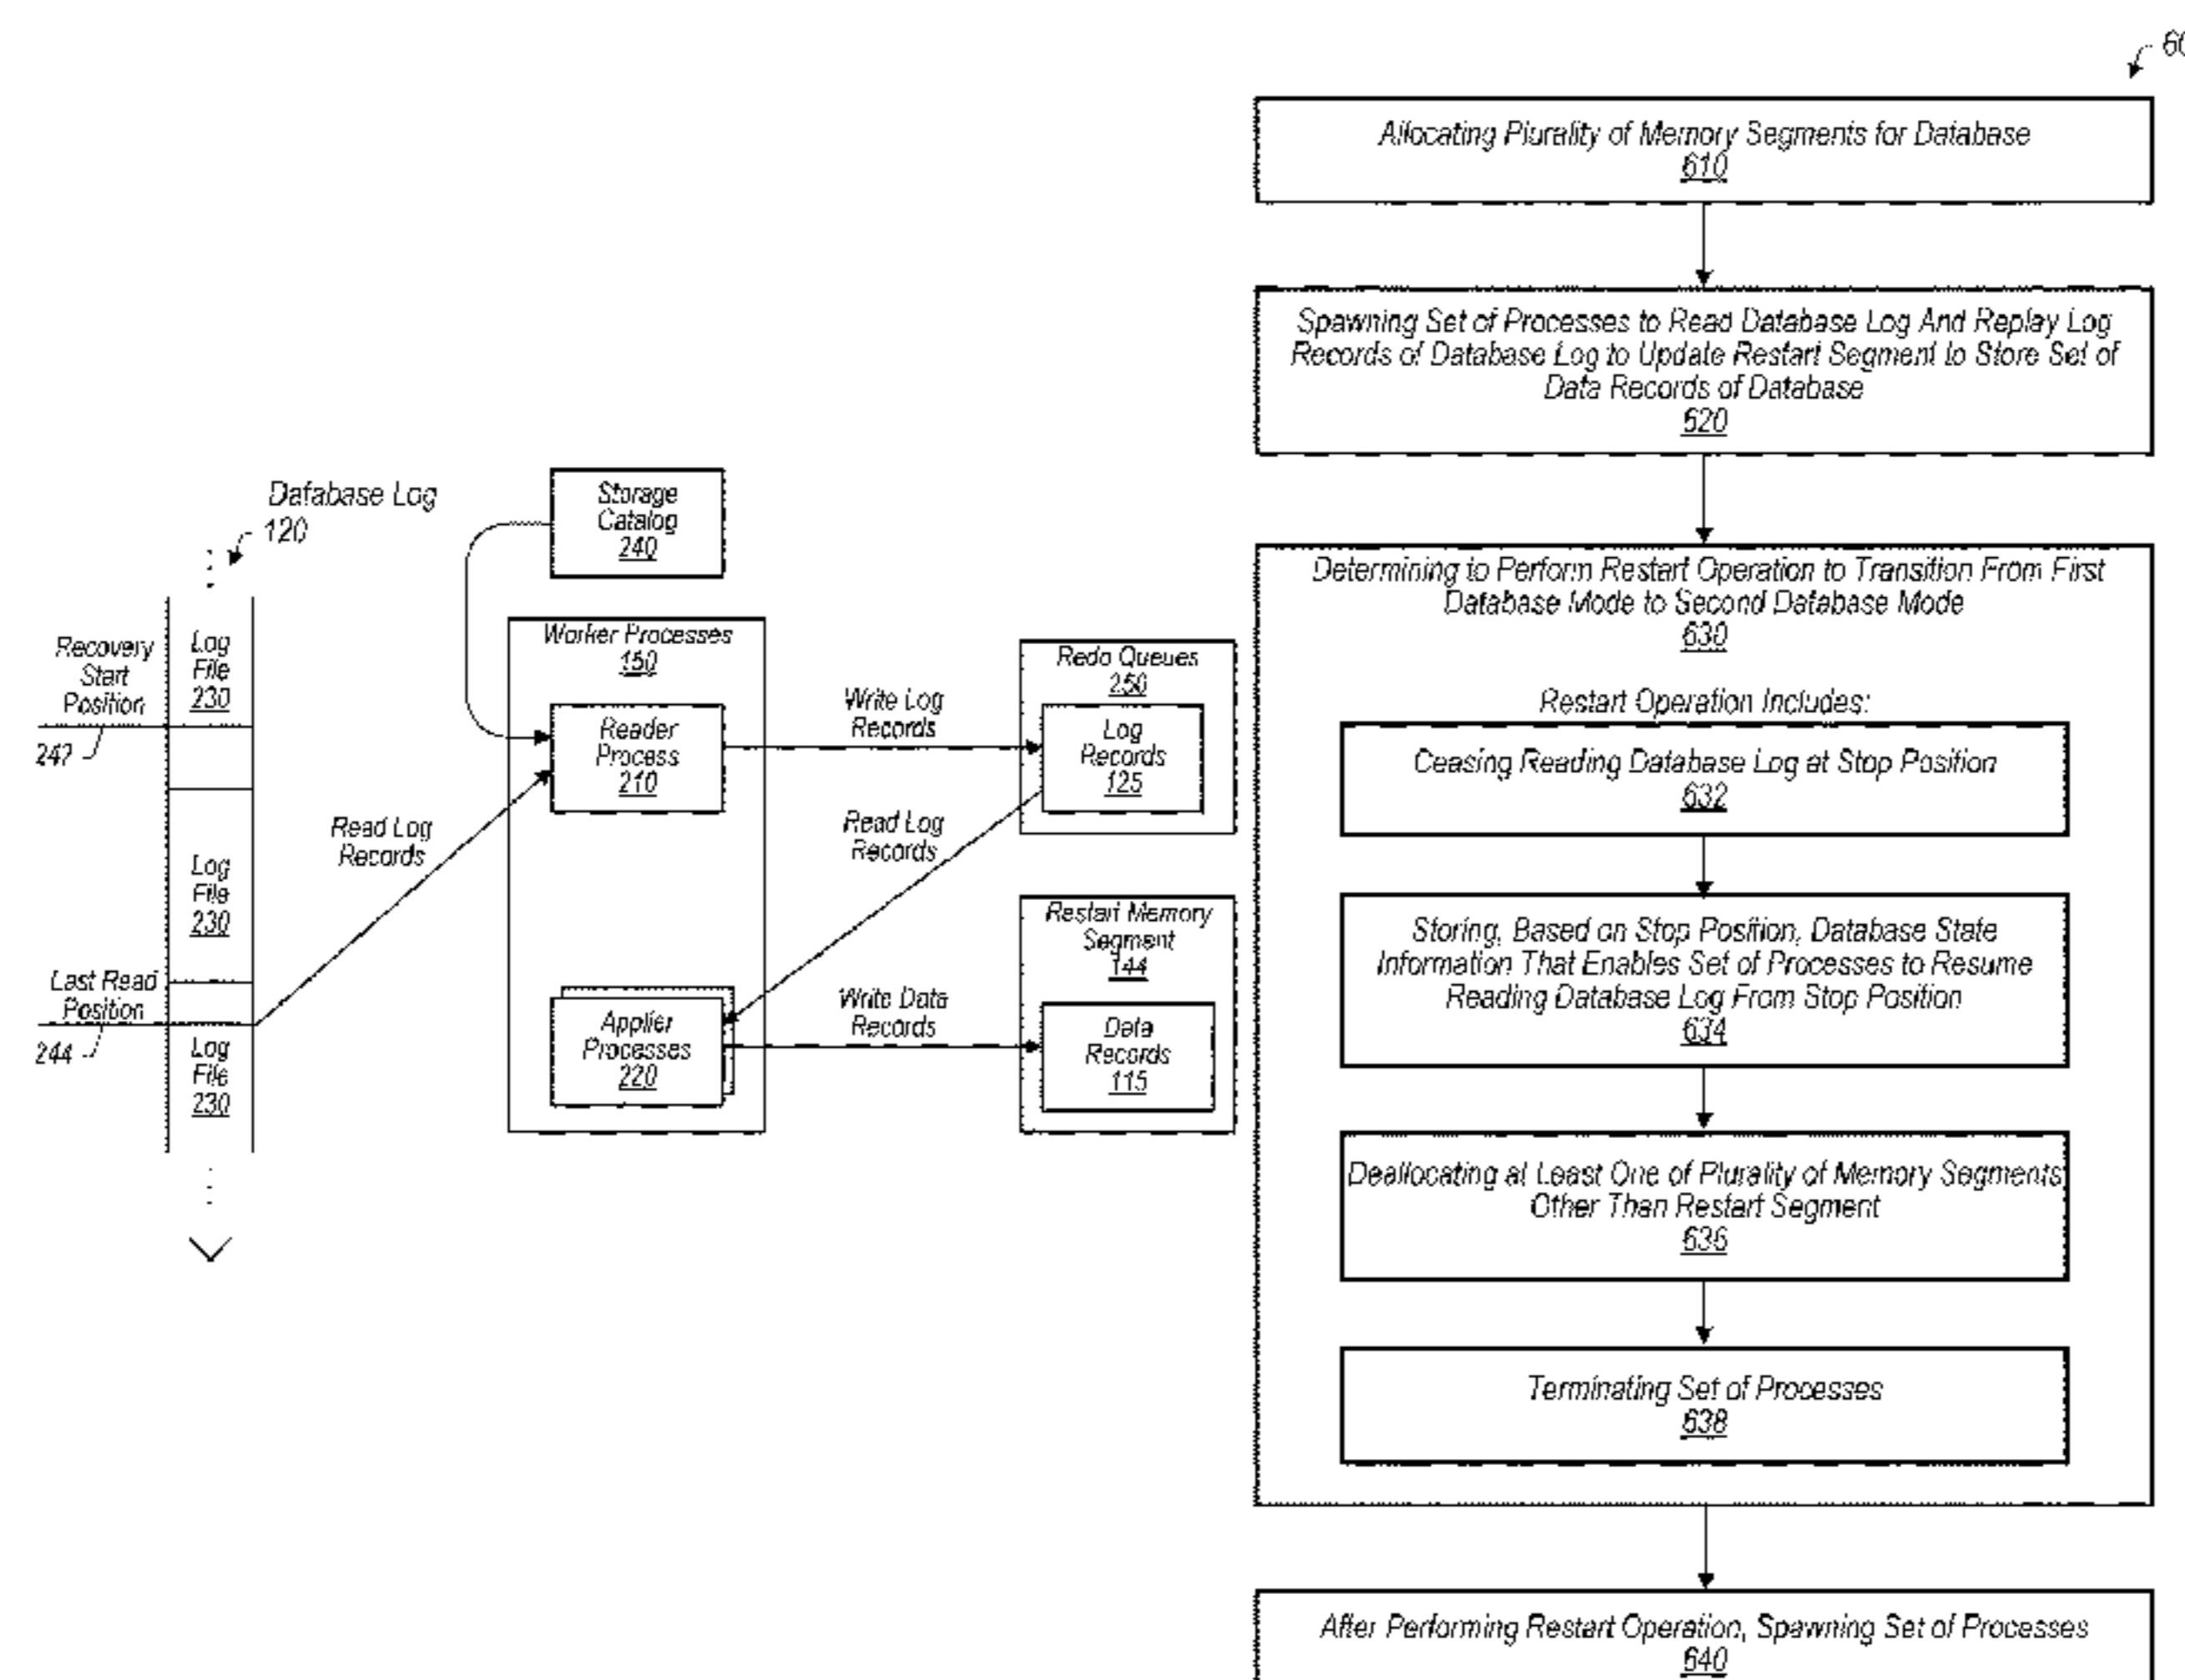 Database Log
120
Recovery
Start
Position
Log
File
230
Log
File
230
Last Read
Position
244
Log
File
230
Read Log
Records
Storage
Catalog
240
Worker Processes
150
Reader
Process
210
Applier
Processes
220
Write Log
Records
Read Log
Records
Write Data
Records
Redo Queues
250
Log
Records
125
Restart Memory
Segment
144
Data
Records
115
Allocating Plurality of Memory Segments for Database
610
Spawning Set of Processes to Read Database Log And Replay Log
Records of Database Log to Update Restart Segment to Store Set of
Data Records of Database
620
Determining to Perform Restart Operation to Transition From First
Database Mode to Second Database Mode
630
Restart Operation Includes:
Ceasing Reading Database Log at Stop Position
632
Storing, Based on Stop Position, Database State
Information That Enables Set of Processes to Resume
Reading Database Log From Stop Position
634
Deallocating at Least One of Plurality of Memory Segments
Other Than Restart Segment
636
Terminating Set of Processes
638
After Performing Restart Operation, Spawning Set of Processes
640